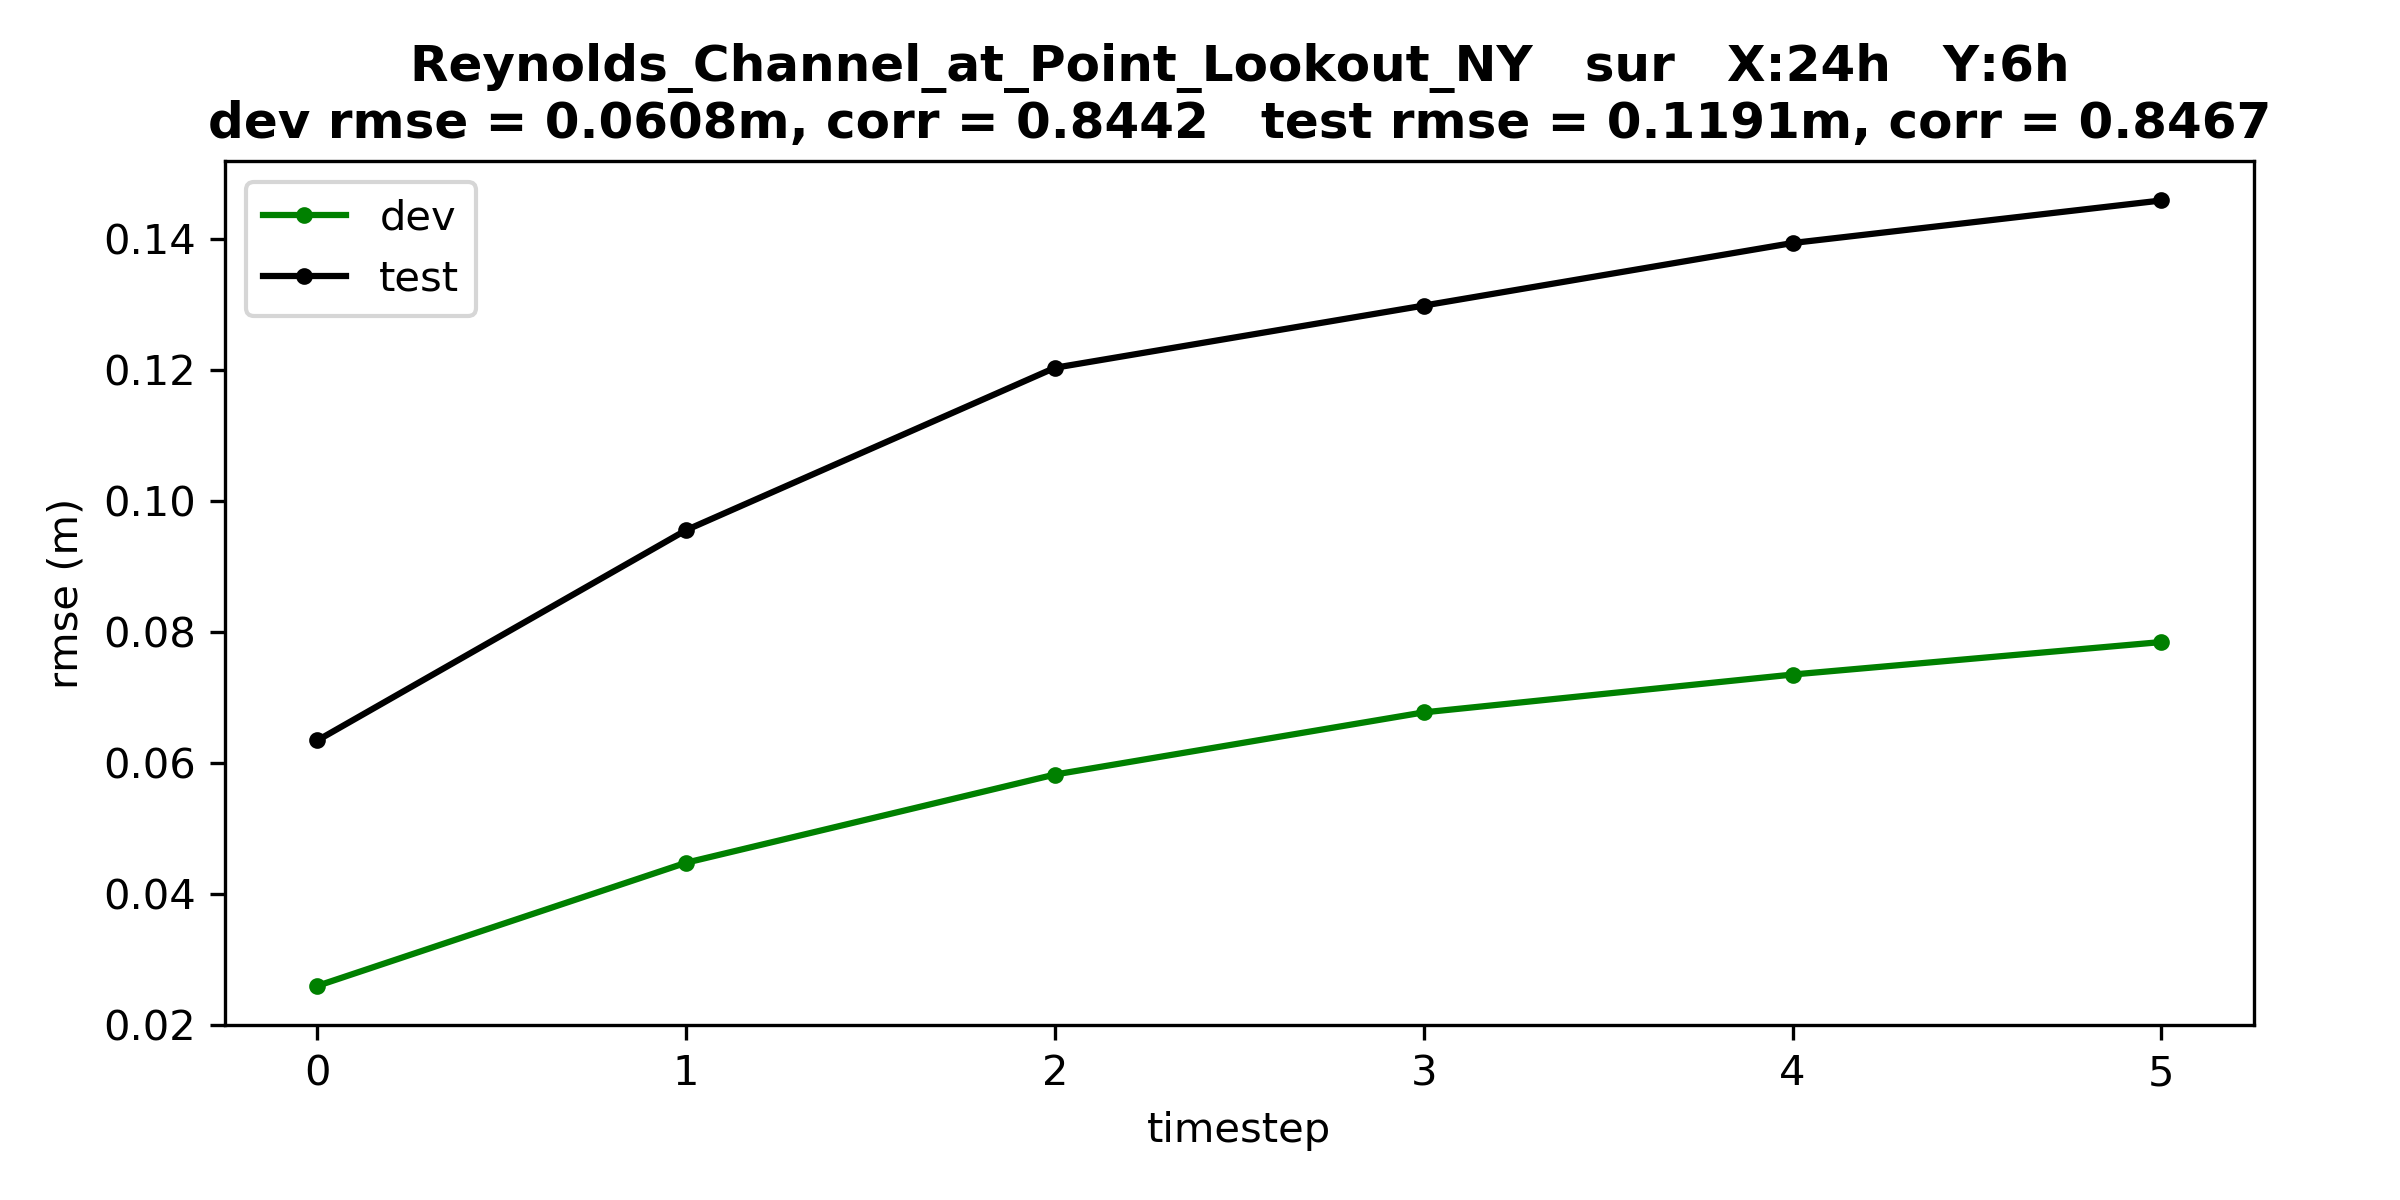 Reynolds_Channel_at_Point_Lookout_NY   sur   X:24h   Y:6h
dev rmse = 0.0608m, corr = 0.8442   test rmse = 0.1191m, corr = 0.8467
dev
test
0.14
0.12
0.10
0.08
0.06
0.04
0.02
rmse (m)
0 1 2 3 4 5
timestep